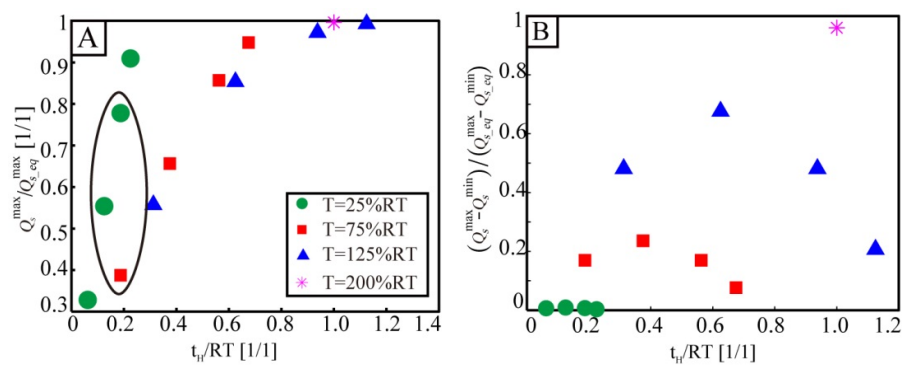 A
Q_s^max/Q_s_eq^max [1/1]
1
0.9
0.8
0.7
0.6
0.5
0.4
0.3
0
0.2
0.4
0.6
0.8
1.0
1.2
1.4
t_H/RT [1/1]
T=25%RT
T=75%RT
T=125%RT
T=200%RT
B
(Q_s^max-Q_s^min)/(Q_s_eq^max-Q_s_eq^min)
1
0.8
0.6
0.4
0.2
0
0
0.2
0.4
0.6
0.8
1.0
1.2
t_H/RT [1/1]